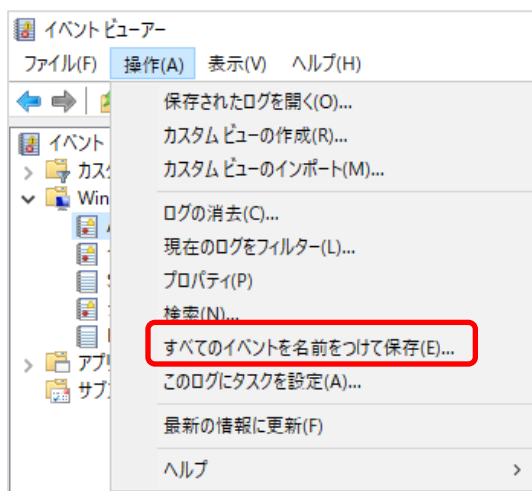 イベント ビューアー
ファイル(F) 操作(A) 表示(V) ヘルプ(H)
保存されたログを開く(O)...
イベント
カスタム ビューの作成(R)...
カスタム ビューのインポート(M)...
Win
ログの消去(C)...
現在のログをフィルター(L)...
プロパティ(P)
検索(N)...
すべてのイベントを名前をつけて保存(E)...
アプリ
このログにタスクを設定(A)...
サブ
最新の情報に更新(F)
ヘルプ